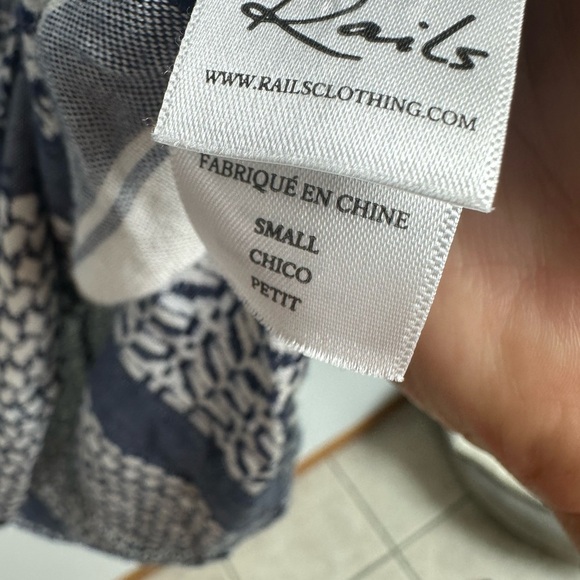 Rails
WWW.RAILSCLOTHING.COM
FABRIQUÉ EN CHINE
SMALL
CHICO
PETIT